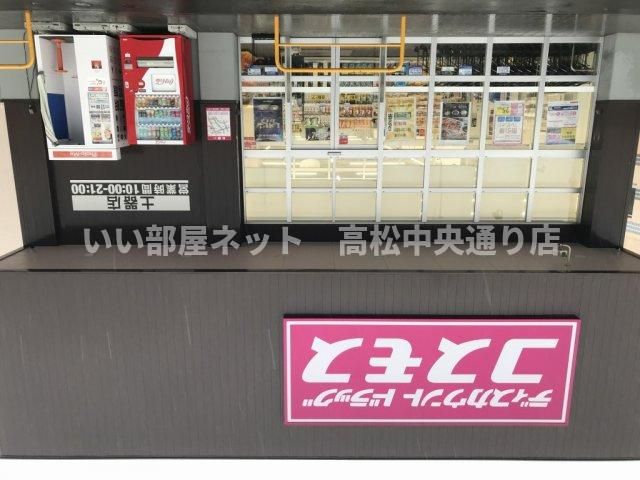 ディスカウント ドラッグ
コスモス
土器店
営業時間 10:00-21:00
いい部屋ネット 高松中央通り店